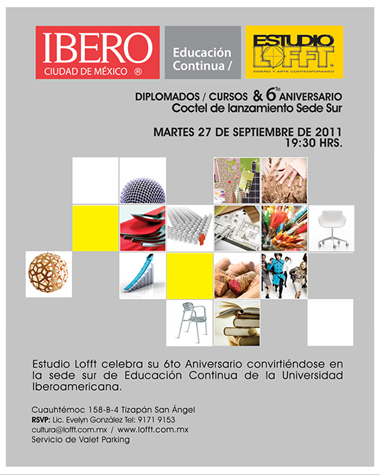 IBERO
CIUDAD DE MÉXICO ®
Educación
Continua /
ESTUDIO
LOFFT
DISEÑO Y ARTE CONTEMPORÁNEO
DIPLOMADOS / CURSOS & 6to ANIVERSARIO
Coctel de lanzamiento Sede Sur
MARTES 27 DE SEPTIEMBRE DE 2011
19:30 HRS.
Estudio Lofft celebra su 6to Aniversario convirtiéndose en
la sede sur de Educación Continua de la Universidad
Iberoamericana.
Cuauhtémoc 158-B-4 Tizapán San Ángel
RSVP: Lic. Evelyn González Tel: 9171 9153
cultura@lofft.com.mx / www.lofft.com.mx
Servicio de Valet Parking